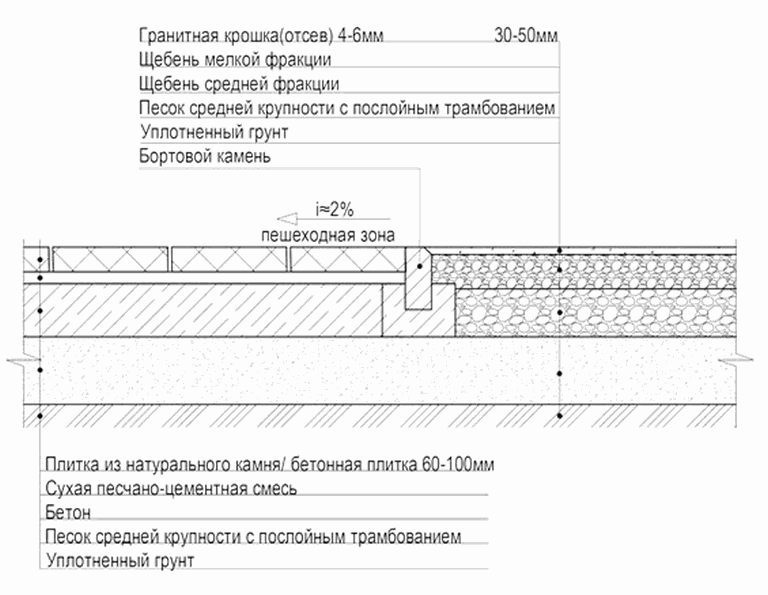 Гранитная крошка(отсев) 4-6мм 30-50мм
Щебень мелкой фракции
Щебень средней фракции
Песок средней крупности с послойным трамбованием
Уплотненный грунт
Бортовой камень
i≈2%
пешеходная зона
Плитка из натурального камня/ бетонная плитка 60-100мм
Сухая песчано-цементная смесь
Бетон
Песок средней крупности с послойным трамбованием
Уплотненный грунт